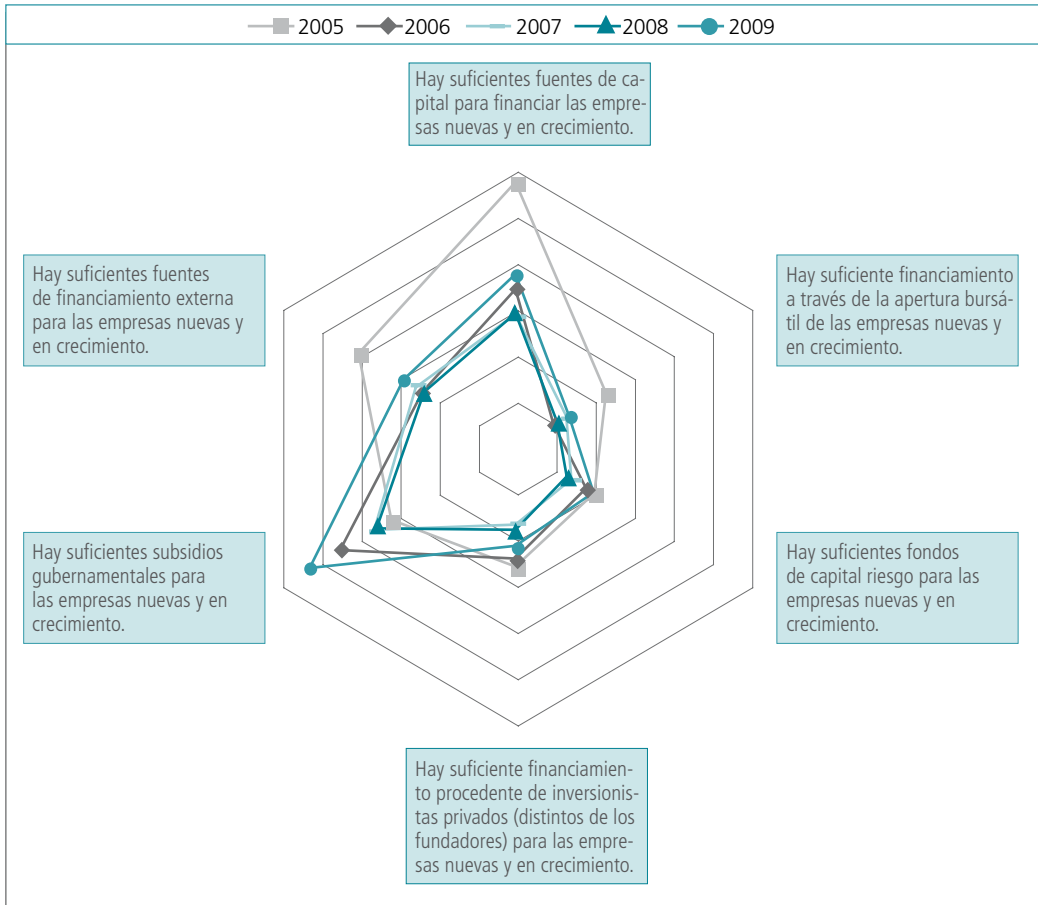 2005 2006 2007 2008 2009
Hay suficientes fuentes de ca-
pital para financiar las empre-
sas nuevas y en crecimiento.
Hay suficientes fuentes
de financiamiento externa
para las empresas nuevas y
en crecimiento.
Hay suficiente financiamiento
a través de la apertura bursá-
til de las empresas nuevas y
en crecimiento.
Hay suficientes subsidios
gubernamentales para
las empresas nuevas y en
crecimiento.
Hay suficientes fondos
de capital riesgo para las
empresas nuevas y en
crecimiento.
Hay suficiente financiamien-
to procedente de inversionis-
tas privados (distintos de los
fundadores) para las empre-
sas nuevas y en crecimiento.